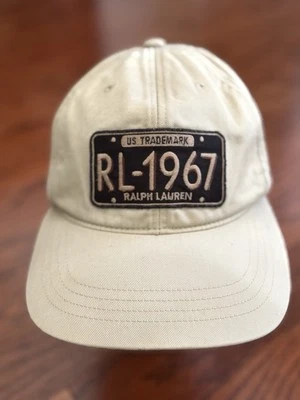 US TRADEMARK
RL-1967
RALPH LAUREN